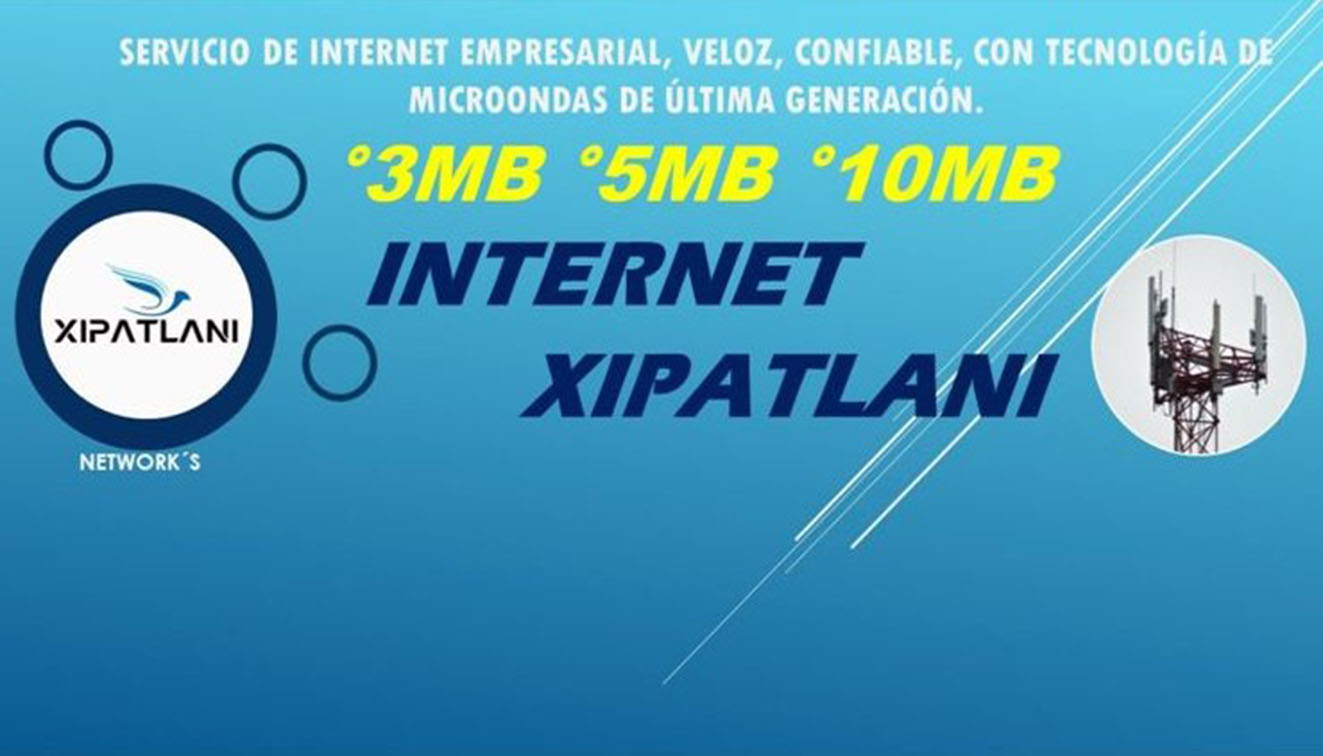 SERVICIO DE INTERNET EMPRESARIAL, VELOZ, CONFIABLE, CON TECNOLOGÍA DE
MICROONDAS DE ÚLTIMA GENERACIÓN.
°3MB °5MB °10MB
INTERNET
XIPATLANI
XIPATLANI
NETWORK´S